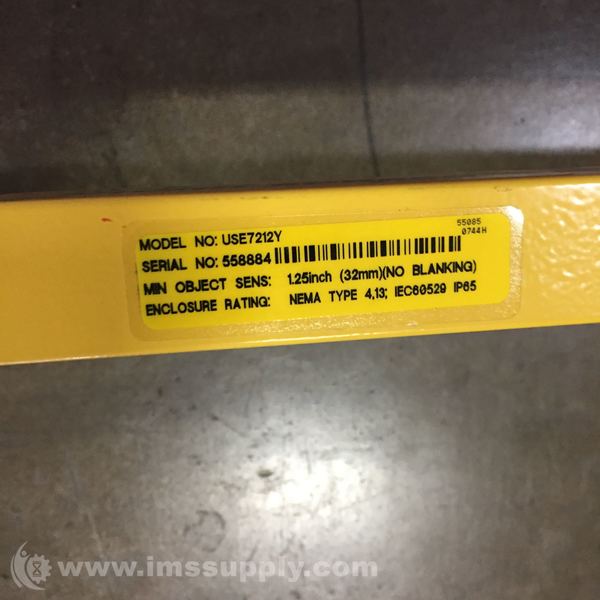 MODEL NO: USE7212Y
55085
0744H
SERIAL NO: 558884
MIN OBJECT SENS: 1.25inch (32mm)(NO BLANKING)
ENCLOSURE RATING: NEMA TYPE 4,13; IEC60529 IP65
www.imssupply.com